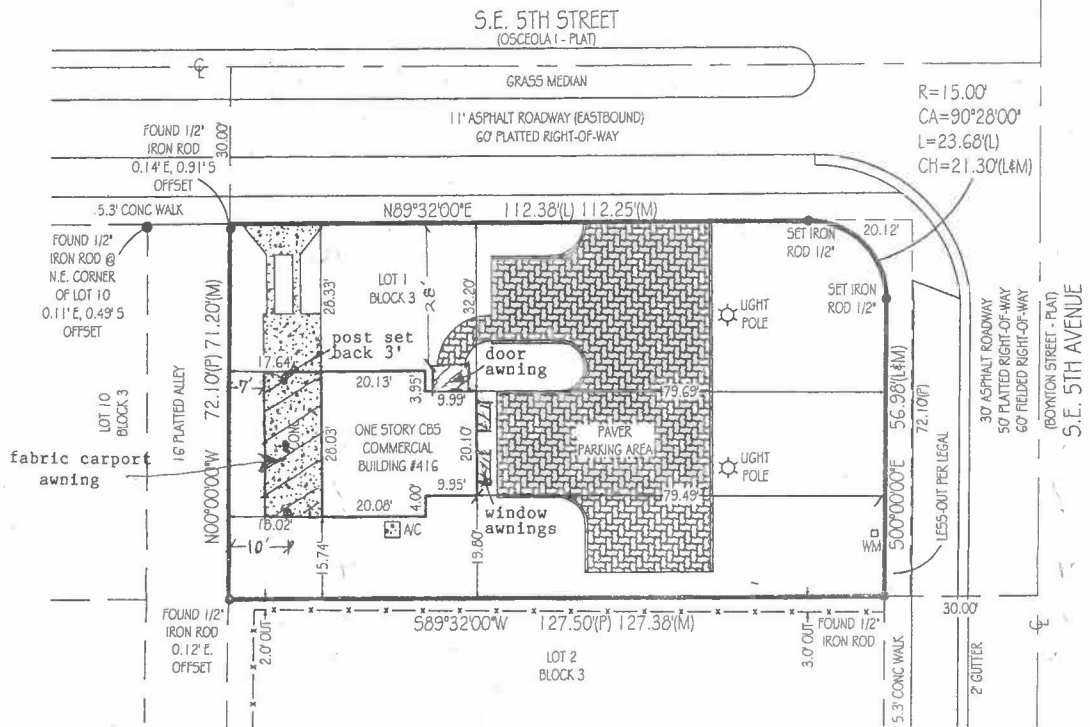 S.E. 5TH STREET
(OSCEOLA I - PLAT)
GRASS MEDIAN
11' ASPHALT ROADWAY (EASTBOUND)
60' PLATTED RIGHT-OF-WAY
R=15.00'
CA=90°28'00"
L=23.68'(L)
CH=21.30'(L&M)
FOUND 1/2"
IRON ROD
0.14' E, 0.91' S
OFFSET
30.00'
5.3' CONC WALK
N89°32'00"E 112.38'(L) 112.25'(M)
SET IRON
ROD 1/2"
20.12'
FOUND 1/2"
IRON ROD @
N.E. CORNER
OF LOT 10
0.11' E, 0.49' S
OFFSET
LOT 1
BLOCK 3
28.33'
28'
32.20'
SET IRON
ROD 1/2"
LIGHT
POLE
N00°00'00"W 72.10'(P) 71.20'(M)
16' PLATTED ALLEY
LOT 10
BLOCK 3
post set
back 3'
17.64'
7'
20.13'
3.95'
9.99'
door
awning
79.69'
fabric carport
awning
CONC
28.03'
ONE STORY CBS
COMMERCIAL
BUILDING #416
20.10'
PAVER
PARKING AREA
LIGHT
POLE
9.95'
4.00'
20.08'
79.49'
window
awnings
A/C
10'
15.74'
19.80'
WM
S00°00'00"E 56.98'(L&M)
72.10'(P)
LESS-OUT PER LEGAL
30' ASPHALT ROADWAY
50' PLATTED RIGHT-OF-WAY
60' FIELDED RIGHT-OF-WAY
(BOYNTON STREET - PLAT)
S.E. 5TH AVENUE
FOUND 1/2"
IRON ROD
0.12' E.
OFFSET
2.0' OUT
S89°32'00"W 127.50'(P) 127.38'(M)
3.0' OUT
FOUND 1/2"
IRON ROD
30.00'
LOT 2
BLOCK 3
5.3' CONC WALK
2' GUTTER